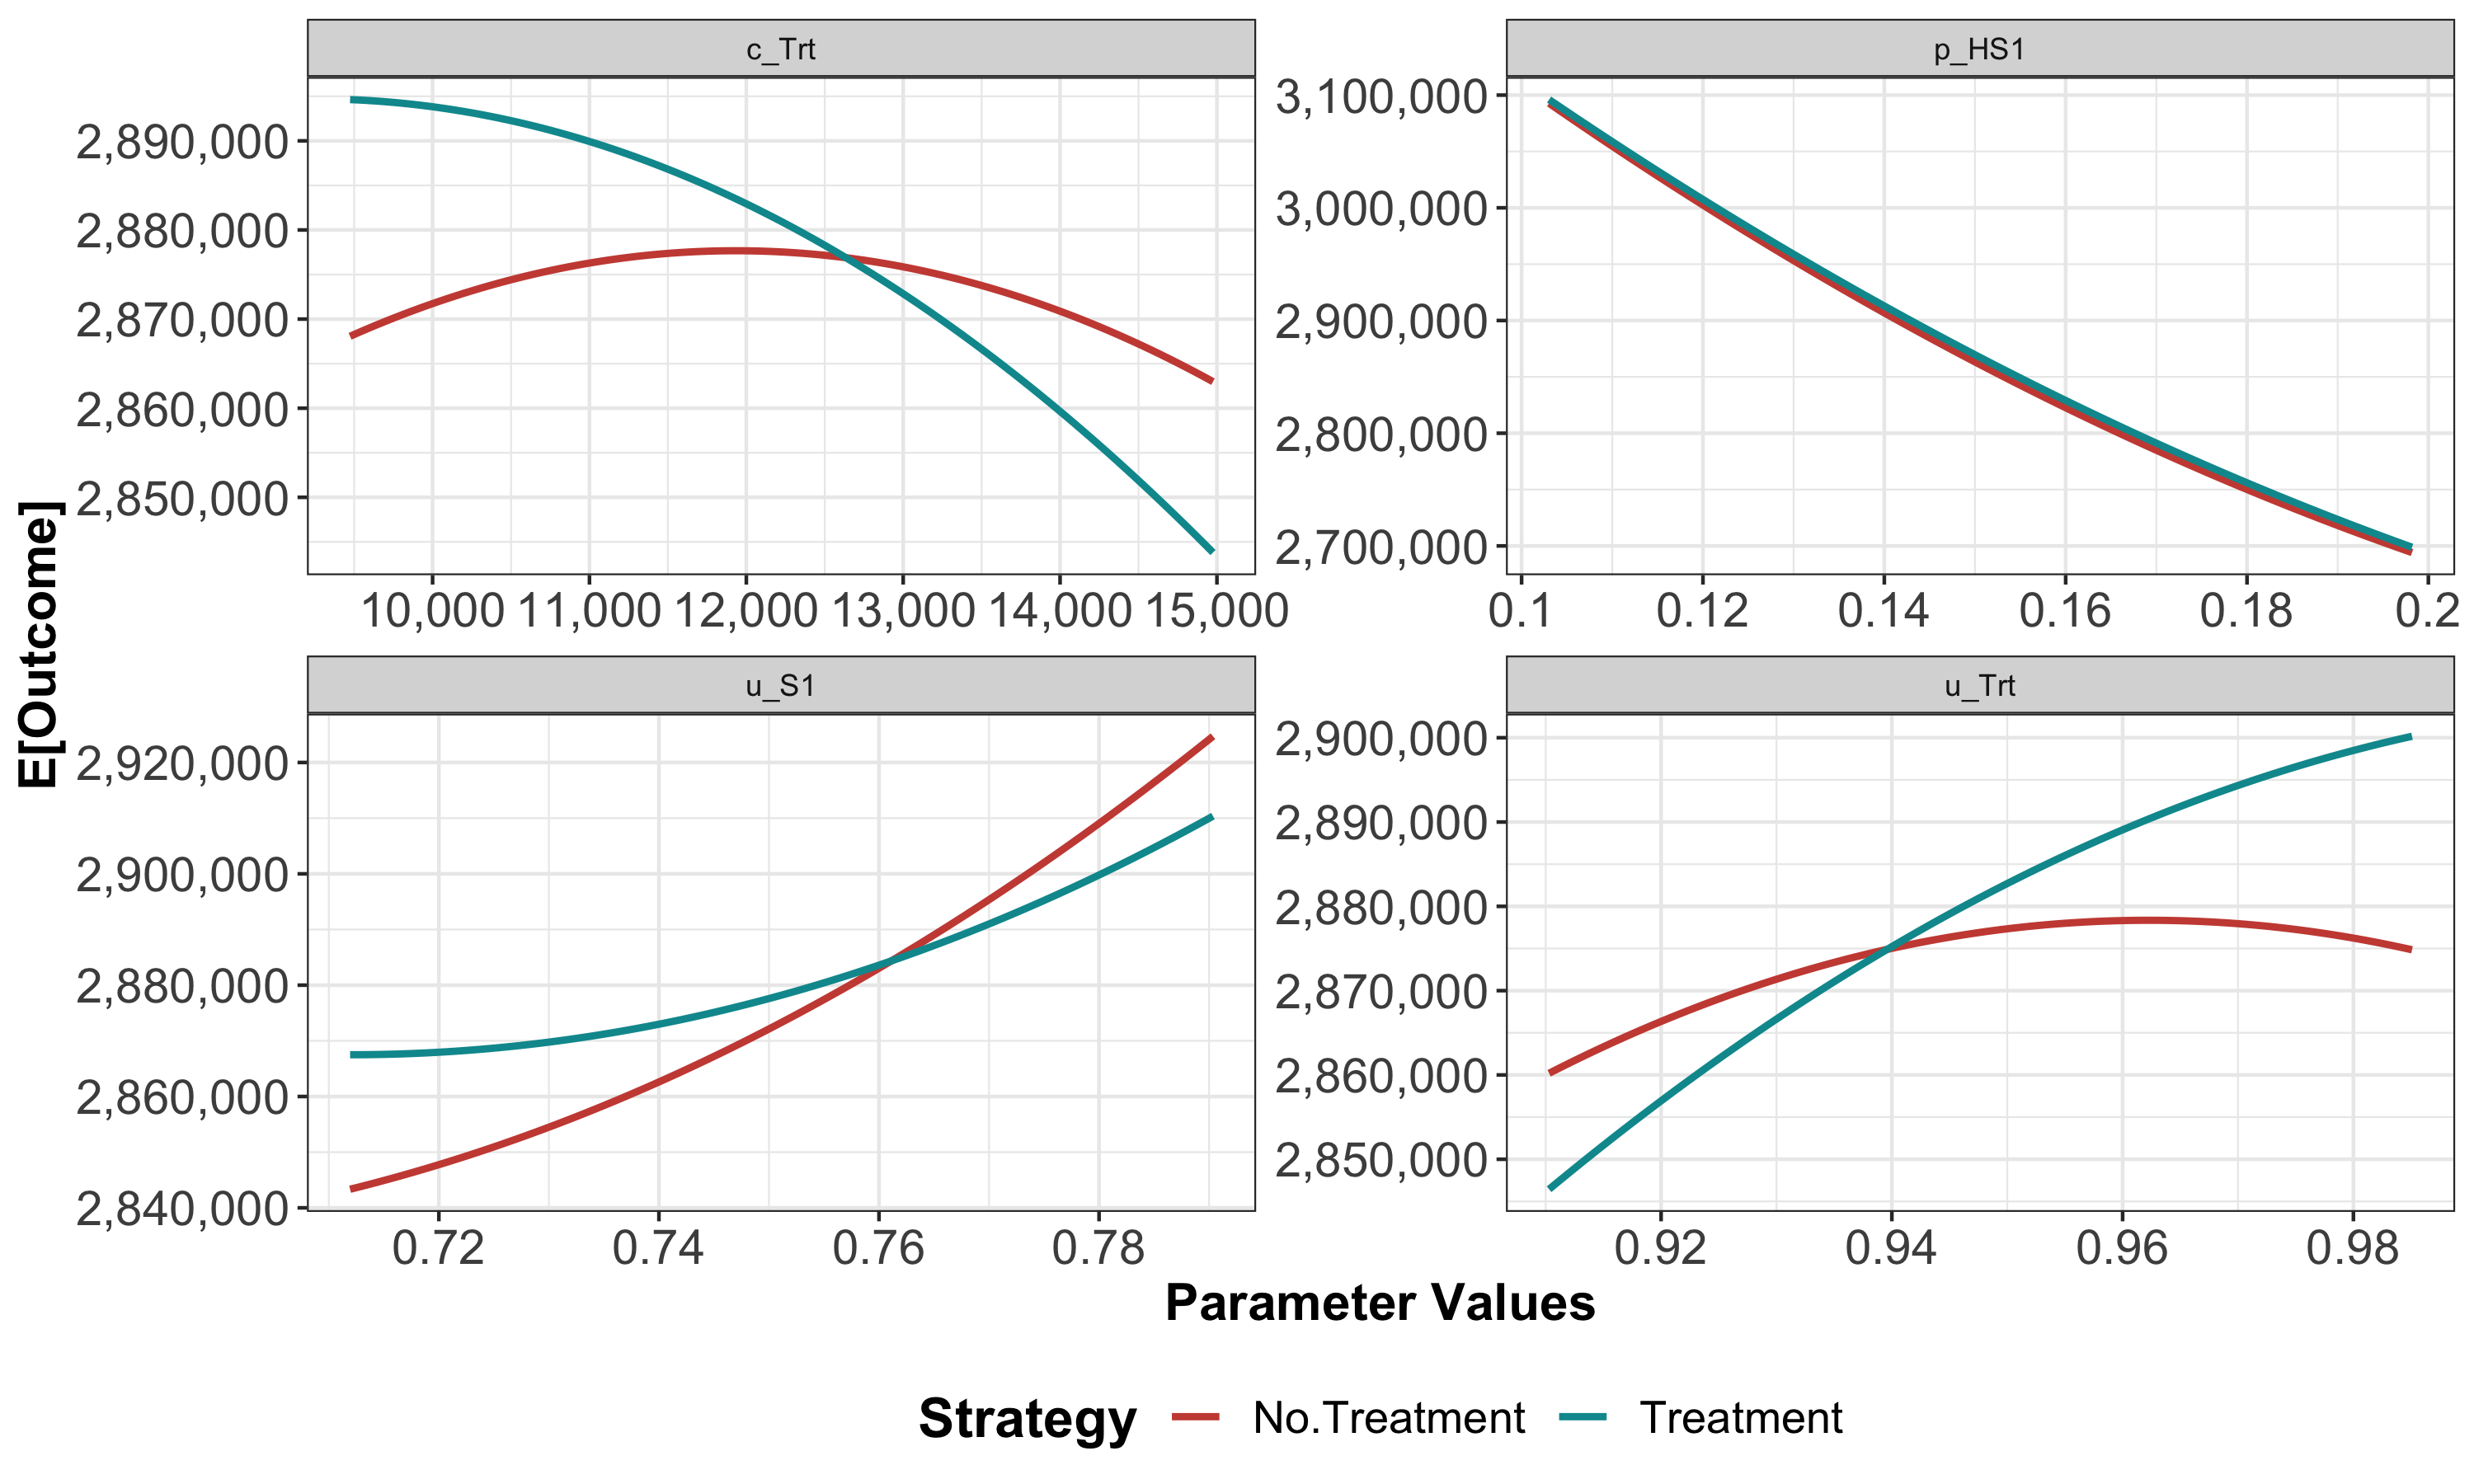 c_Trt
2,890,000
2,880,000
2,870,000
2,860,000
2,850,000
10,000 11,000 12,000 13,000 14,000 15,000
p_HS1
3,100,000
3,000,000
2,900,000
2,800,000
2,700,000
0.1 0.12 0.14 0.16 0.18 0.2
E[Outcome]
u_S1
2,920,000
2,900,000
2,880,000
2,860,000
2,840,000
0.72 0.74 0.76 0.78
u_Trt
2,900,000
2,890,000
2,880,000
2,870,000
2,860,000
2,850,000
0.92 0.94 0.96 0.98
Parameter Values
Strategy No.Treatment Treatment